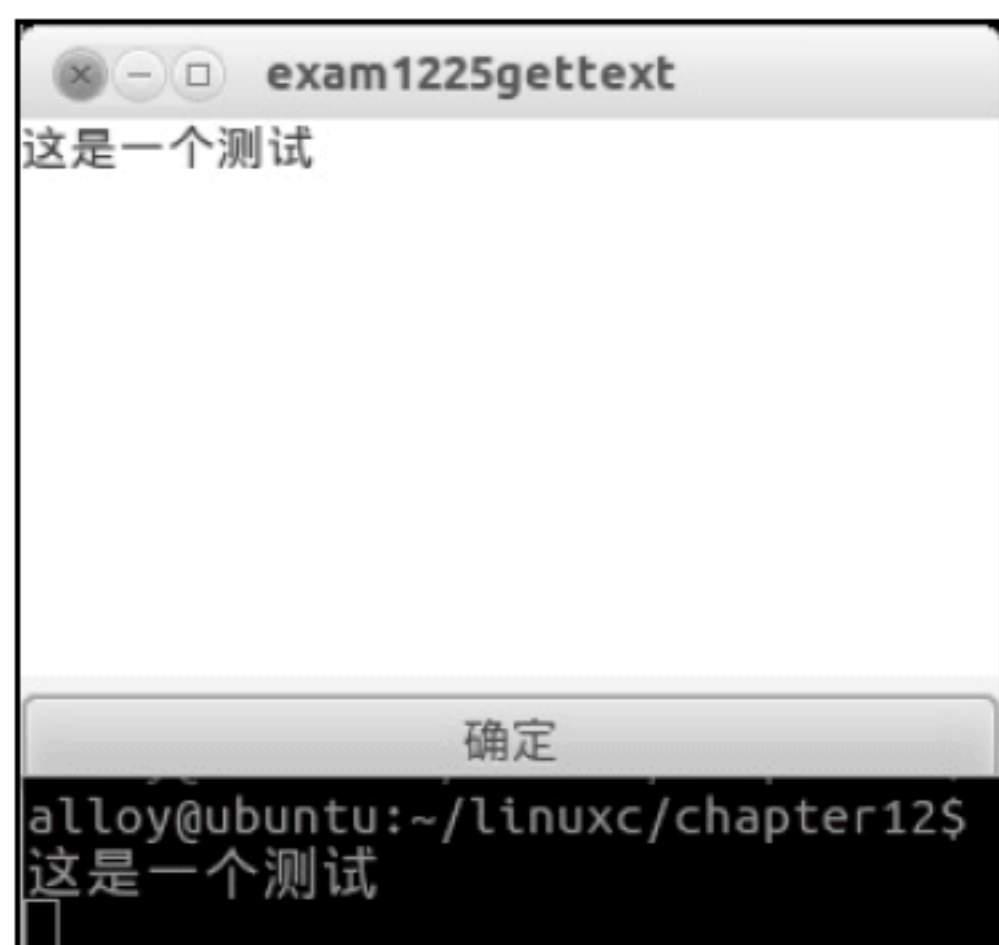 exam1225gettext
这是一个测试
确定
alloy@ubuntu:~/linuxc/chapter12$
这是一个测试